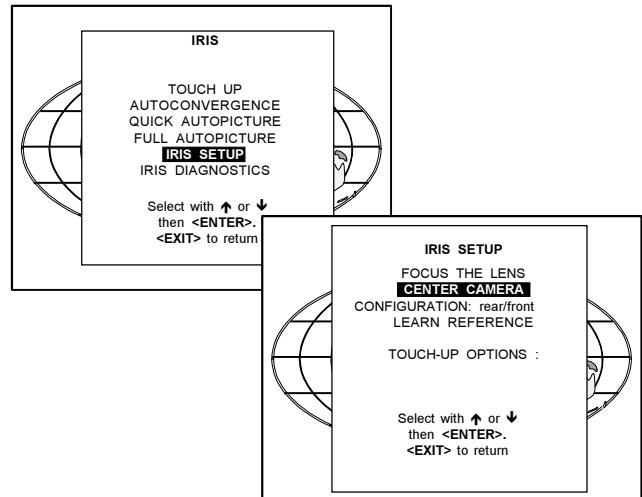 IRIS
TOUCH UP
AUTOCONVERGENCE
QUICK AUTOPICTURE
FULL AUTOPICTURE
IRIS SETUP
IRIS DIAGNOSTICS
Select with ↑ or ↓
then <ENTER>.
<EXIT> to return
IRIS SETUP
FOCUS THE LENS
CENTER CAMERA
CONFIGURATION: rear/front
LEARN REFERENCE
TOUCH-UP OPTIONS :
Select with ↑ or ↓
then <ENTER>.
<EXIT> to return